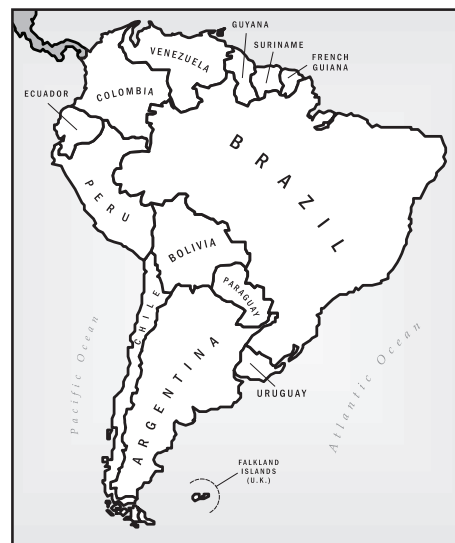 GUYANA
VENEZUELA
SURINAME
FRENCH
GUIANA
ECUADOR
COLOMBIA
BRAZIL
PERU
BOLIVIA
PARAGUAY
CHILE
Pacific Ocean
Atlantic Ocean
ARGENTINA
URUGUAY
FALKLAND
ISLANDS
(U.K.)